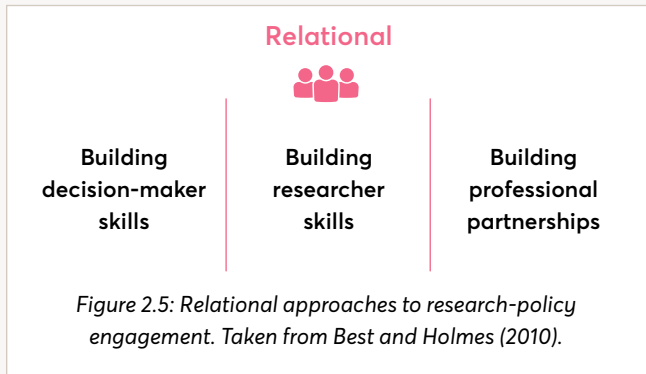 Relational
Building
decision-maker
skills
Building
researcher
skills
Building
professional
partnerships
Figure 2.5: Relational approaches to research-policy
engagement. Taken from Best and Holmes (2010).